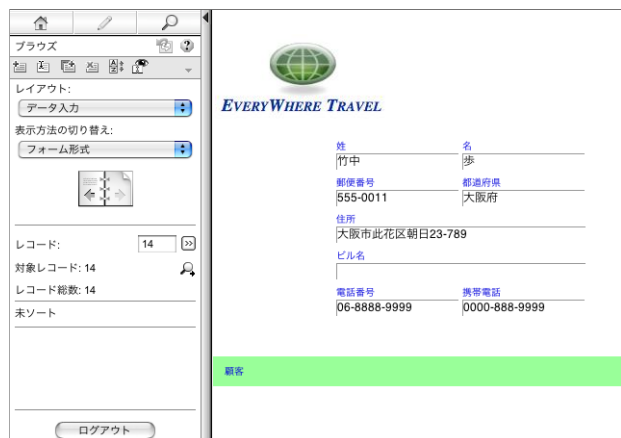 ブラウズ
レイアウト:
データ入力
表示方法の切り替え:
フォーム形式
レコード: 14
対象レコード: 14
レコード総数: 14
未ソート
ログアウト
EVERYWHERE TRAVEL
姓 名
竹中 歩
郵便番号 都道府県
555-0011 大阪府
住所
大阪市此花区朝日23-789
ビル名
電話番号 携帯電話
06-8888-9999 0000-888-9999
顧客